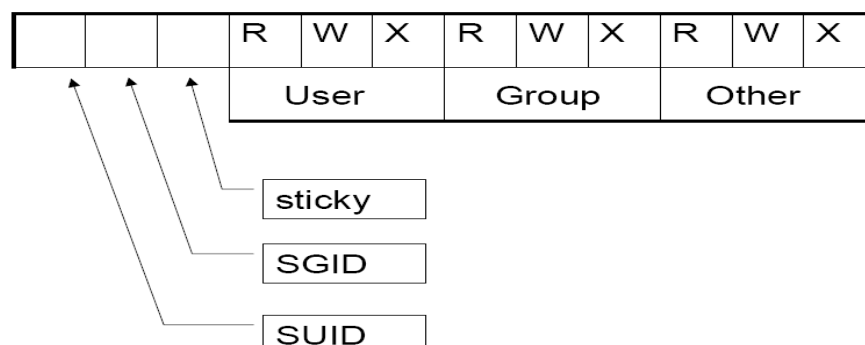 R W X R W X R W X
User Group Other
sticky
SGID
SUID